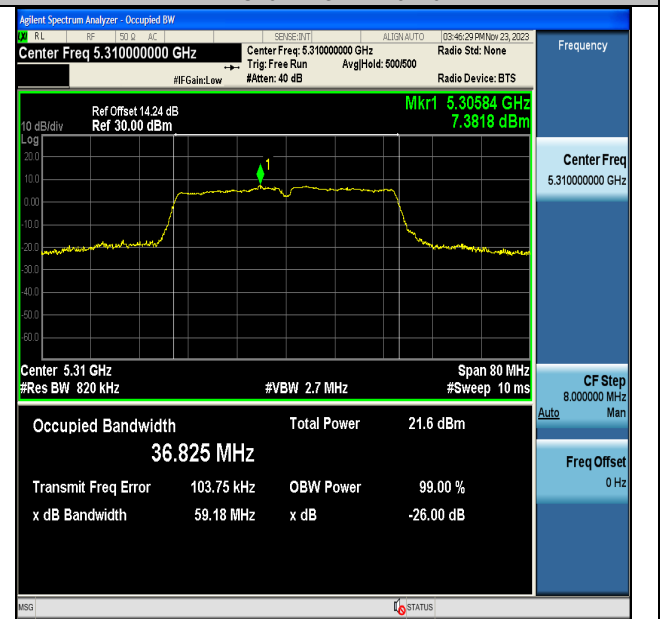 Agilent Spectrum Analyzer - Occupied BW
RL RF 50 Ω AC SENSE:INT ALIGN AUTO 03:46:29 PM Nov 23, 2023
Center Freq 5.310000000 GHz
Center Freq: 5.310000000 GHz
Radio Std: None
Trig: Free Run
Avg|Hold: 500/500
#IFGain:Low
#Atten: 40 dB
Radio Device: BTS
Ref Offset 14.24 dB
Mkr1 5.30584 GHz
10 dB/div
Ref 30.00 dBm
7.3818 dBm
Log
20.0
1
10.0
0.00
-10.0
-20.0
-30.0
-40.0
-50.0
-60.0
Center 5.31 GHz
Span 80 MHz
#Res BW 820 kHz
#VBW 2.7 MHz
#Sweep 10 ms
Occupied Bandwidth
Total Power
21.6 dBm
36.825 MHz
Transmit Freq Error
103.75 kHz
OBW Power
99.00 %
x dB Bandwidth
59.18 MHz
x dB
-26.00 dB
Frequency
Center Freq
5.310000000 GHz
CF Step
8.000000 MHz
Auto Man
Freq Offset
0 Hz
MSG
STATUS